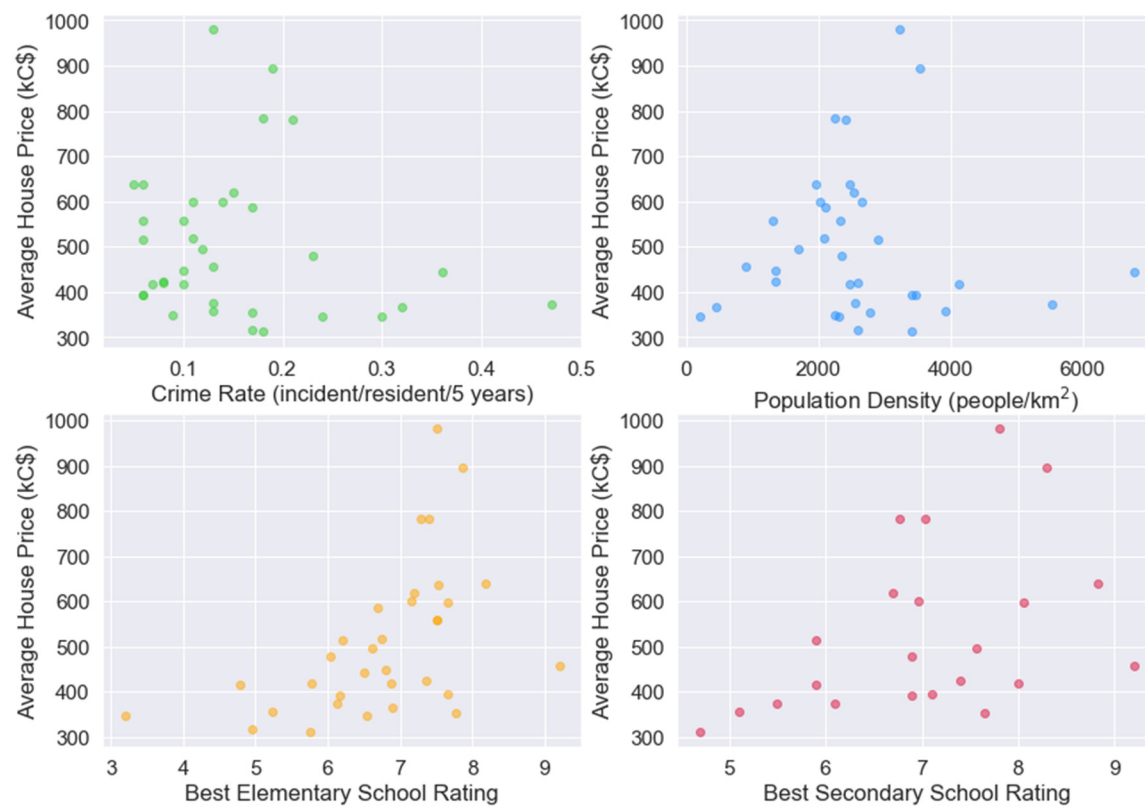 1000
900
800
700
600
500
400
300
Average House Price (kC$)
0.1 0.2 0.3 0.4 0.5
Crime Rate (incident/resident/5 years)
1000
900
800
700
600
500
400
300
Average House Price (kC$)
0 2000 4000 6000
Population Density (people/km²)
1000
900
800
700
600
500
400
300
Average House Price (kC$)
3 4 5 6 7 8 9
Best Elementary School Rating
1000
900
800
700
600
500
400
300
Average House Price (kC$)
5 6 7 8 9
Best Secondary School Rating